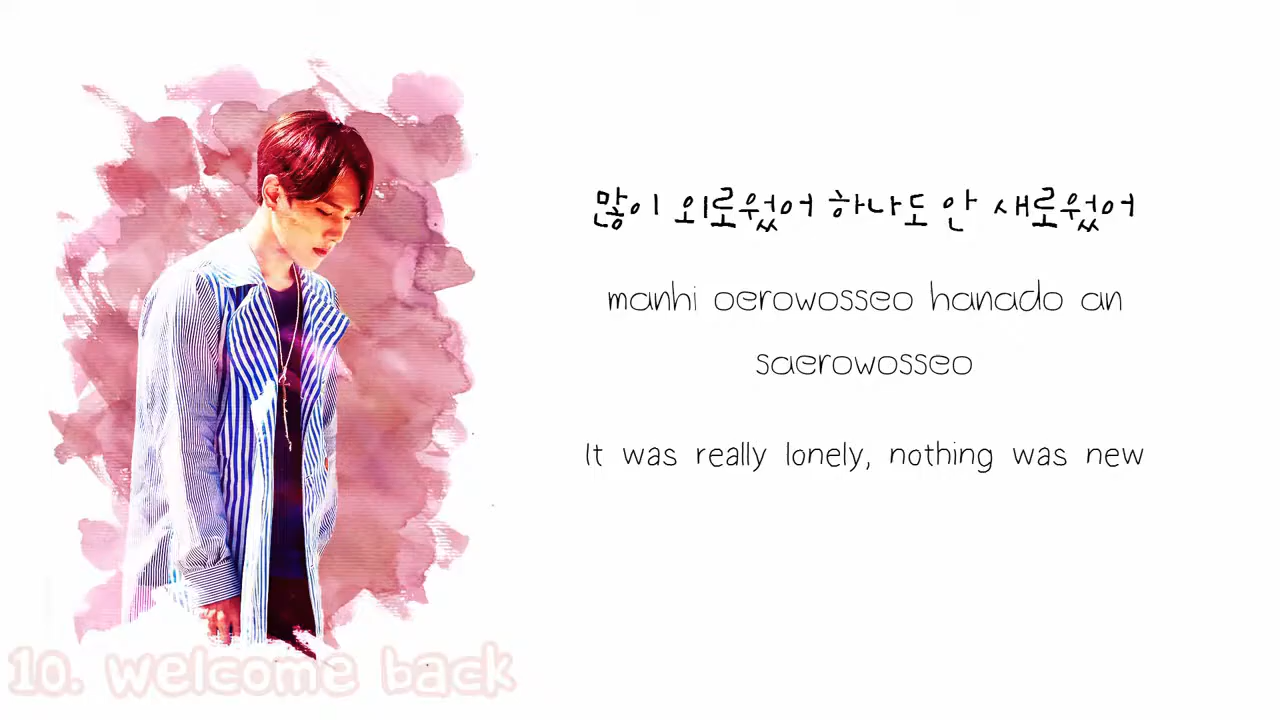 많이 외로웠어 하나도 안 새로웠어
manhi oerowosseo hanado an
saerowosseo
It was really lonely, nothing was new
10. welcome back